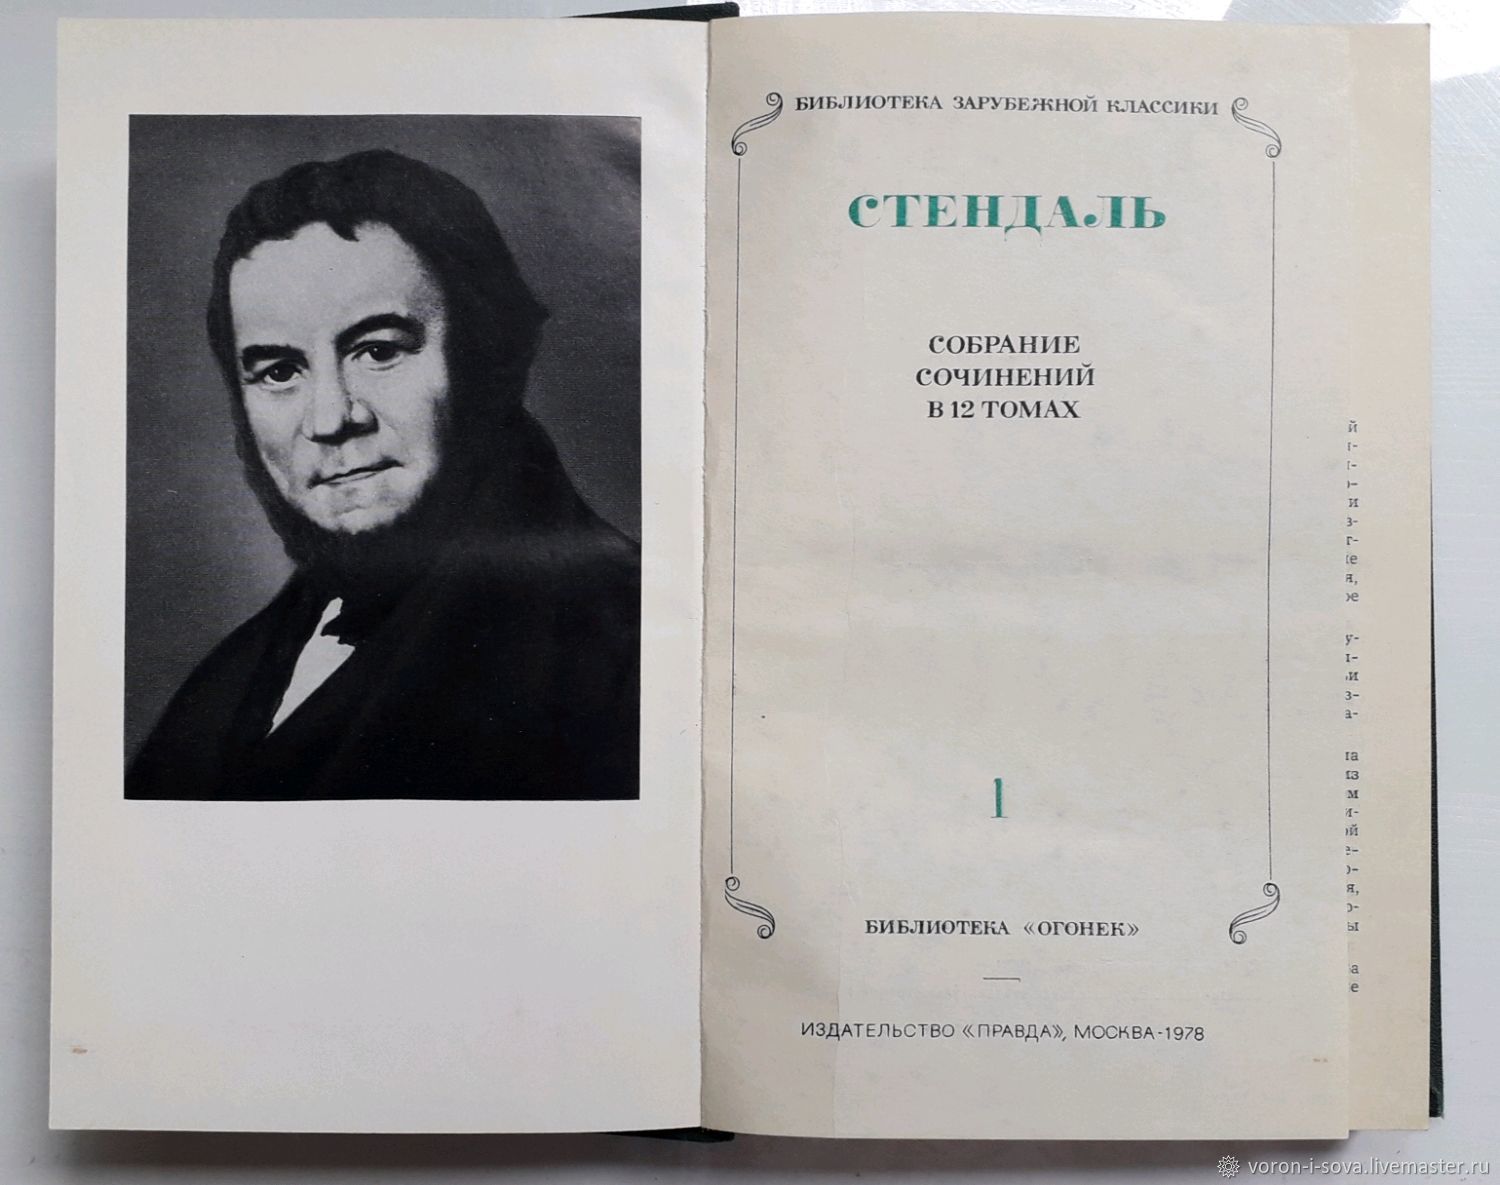 БИБЛИОТЕКА ЗАРУБЕЖНОЙ КЛАССИКИ
СТЕНДАЛЬ
СОБРАНИЕ
СОЧИНЕНИЙ
В 12 ТОМАХ
1
БИБЛИОТЕКА «ОГОНЕК»
ИЗДАТЕЛЬСТВО «ПРАВДА», МОСКВА-1978
voron-i-sova.livemaster.ru